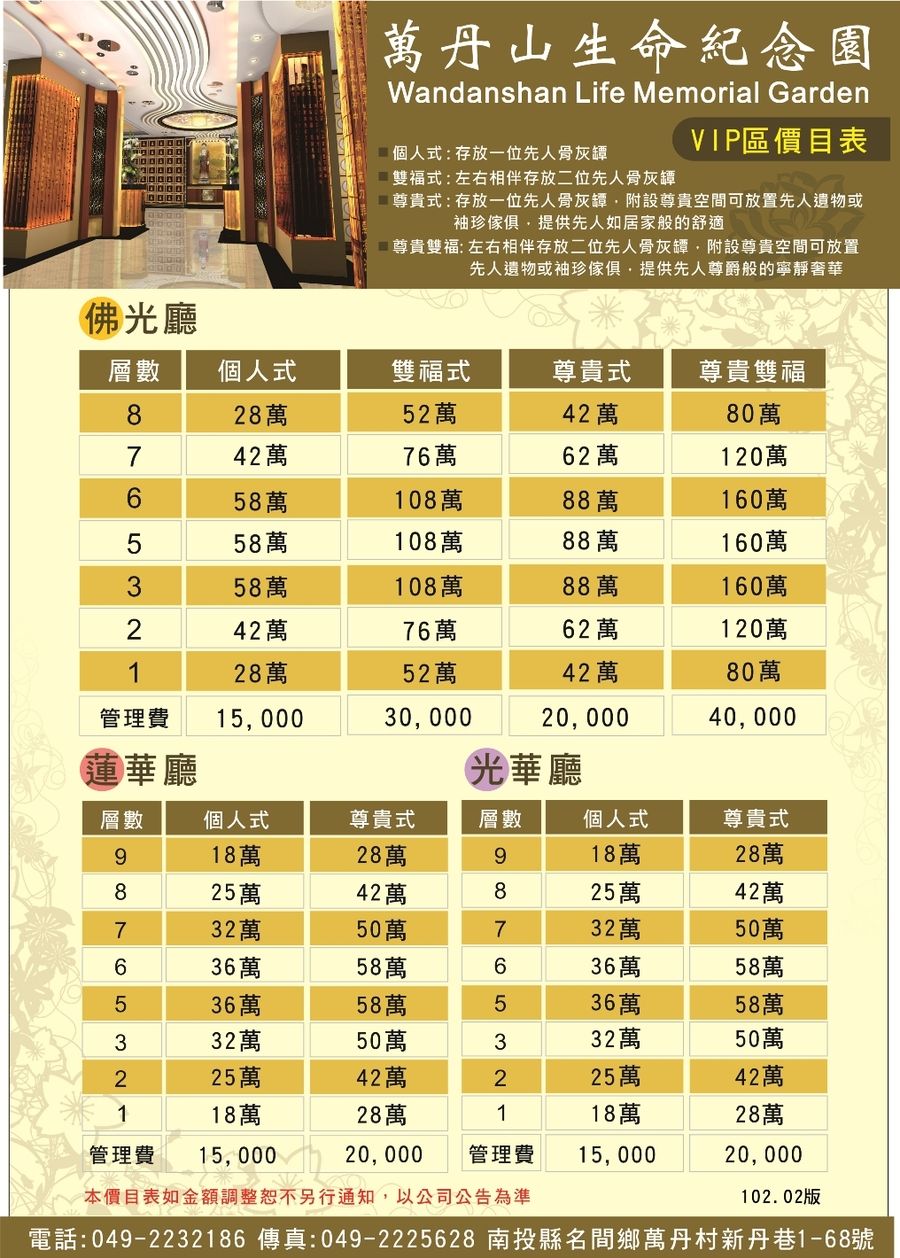 萬丹山生命紀念園
Wandanshan Life Memorial Garden
VIP區價目表
個人式:存放一位先人骨灰罈
雙福式:左右相伴存放二位先人骨灰罈
尊貴式:存放一位先人骨灰罈，附設尊貴空間可放置先人遺物或
袖珍傢俱，提供先人如居家般的舒適
尊貴雙福:左右相伴存放二位先人骨灰罈，附設尊貴空間可放置
先人遺物或袖珍傢俱，提供先人尊爵般的寧靜奢華
佛光廳
層數 個人式 雙福式 尊貴式 尊貴雙福
8 28萬 52萬 42萬 80萬
7 42萬 76萬 62萬 120萬
6 58萬 108萬 88萬 160萬
5 58萬 108萬 88萬 160萬
3 58萬 108萬 88萬 160萬
2 42萬 76萬 62萬 120萬
1 28萬 52萬 42萬 80萬
管理費 15,000 30,000 20,000 40,000
蓮華廳
層數 個人式 尊貴式
9 18萬 28萬
8 25萬 42萬
7 32萬 50萬
6 36萬 58萬
5 36萬 58萬
3 32萬 50萬
2 25萬 42萬
1 18萬 28萬
管理費 15,000 20,000
光華廳
層數 個人式 尊貴式
9 18萬 28萬
8 25萬 42萬
7 32萬 50萬
6 36萬 58萬
5 36萬 58萬
3 32萬 50萬
2 25萬 42萬
1 18萬 28萬
管理費 15,000 20,000
本價目表如金額調整恕不另行通知，以公司公告為準
102.02版
電話:049-2232186 傳真:049-2225628 南投縣名間鄉萬丹村新丹巷1-68號